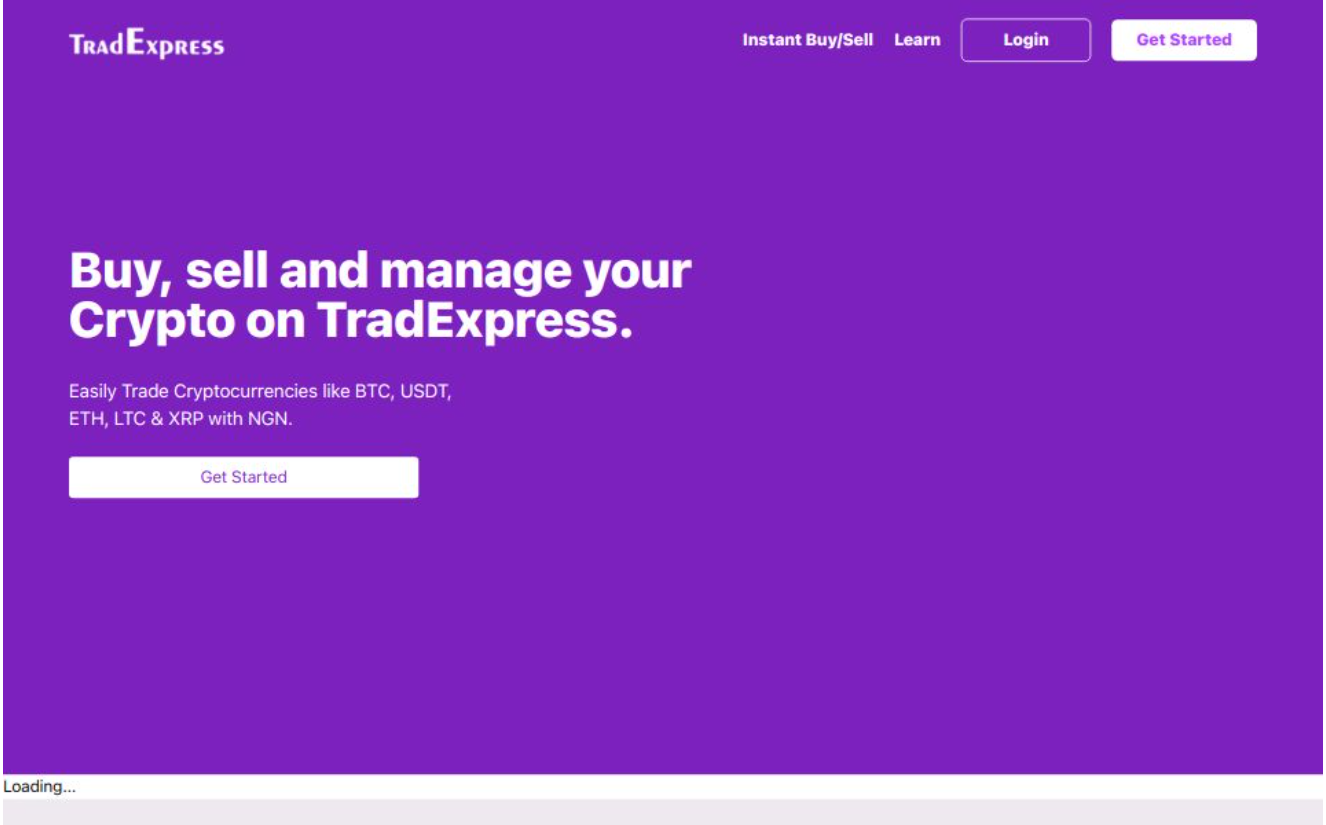 TRADEXPRESS
Instant Buy/Sell Learn Login Get Started
Buy, sell and manage your
Crypto on TradExpress.
Easily Trade Cryptocurrencies like BTC, USDT,
ETH, LTC & XRP with NGN.
Get Started
Loading...